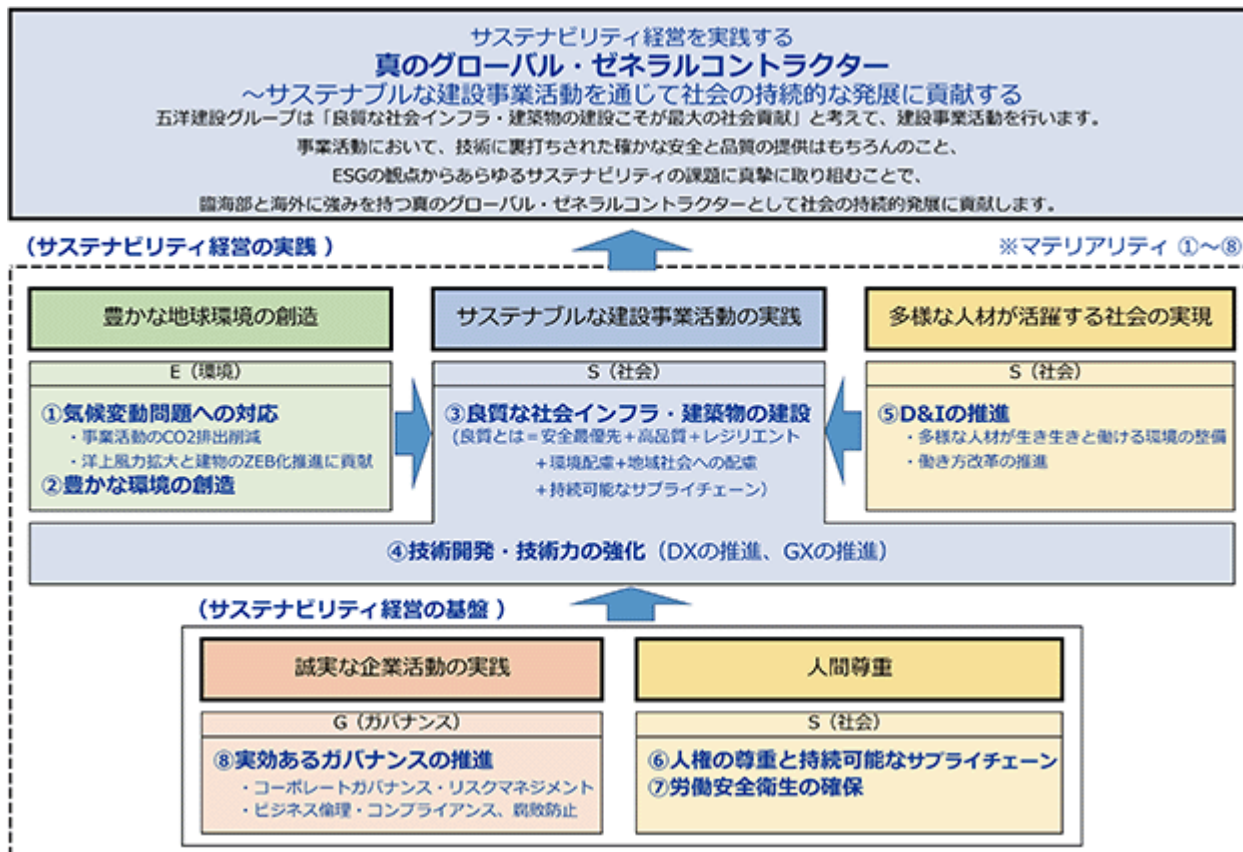 サステナビリティ経営を実践する
真のグローバル・ゼネラルコントラクター
～サステナブルな建設事業活動を通じて社会の持続的な発展に貢献する
五洋建設グループは「良質な社会インフラ・建築物の建設こそが最大の社会貢献」と考えて、建設事業活動を行います。
事業活動において、技術に裏打ちされた確かな安全と品質の提供はもちろんのこと、
ESGの観点からあらゆるサステナビリティの課題に真摯に取り組むことで、
臨海部と海外に強みを持つ真のグローバル・ゼネラルコントラクターとして社会の持続的発展に貢献します。
（サステナビリティ経営の実践 ）
※マテリアリティ ①～⑧
豊かな地球環境の創造
E（環境）
①気候変動問題への対応
・事業活動のCO2排出削減
・洋上風力拡大と建物のZEB化推進に貢献
②豊かな環境の創造
サステナブルな建設事業活動の実践
S（社会）
③良質な社会インフラ・建築物の建設
(良質とは＝安全最優先＋高品質＋レジリエント
＋環境配慮＋地域社会への配慮
＋持続可能なサプライチェーン）
多様な人材が活躍する社会の実現
S（社会）
⑤D&Iの推進
・多様な人材が生き生きと働ける環境の整備
・働き方改革の推進
④技術開発・技術力の強化（DXの推進、GXの推進）
（サステナビリティ経営の基盤 ）
誠実な企業活動の実践
G（ガバナンス）
⑧実効あるガバナンスの推進
・コーポレートガバナンス・リスクマネジメント
・ビジネス倫理・コンプライアンス、腐敗防止
人間尊重
S（社会）
⑥人権の尊重と持続可能なサプライチェーン
⑦労働安全衛生の確保